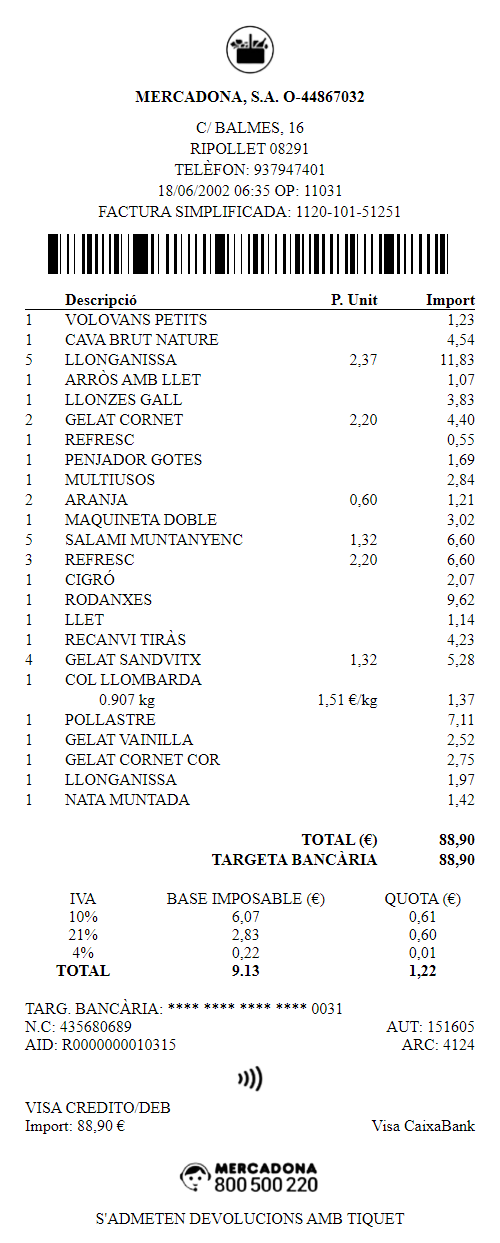 MERCADONA, S.A. O-44867032
C/ BALMES, 16
RIPOLLET 08291
TELÈFON: 937947401
18/06/2002 06:35 OP: 11031
FACTURA SIMPLIFICADA: 1120-101-51251
Descripció P. Unit Import
1 VOLOVANS PETITS 1,23
1 CAVA BRUT NATURE 4,54
5 LLONGANISSA 2,37 11,83
1 ARRÒS AMB LLET 1,07
1 LLONZES GALL 3,83
2 GELAT CORNET 2,20 4,40
1 REFRESC 0,55
1 PENJADOR GOTES 1,69
1 MULTIUSOS 2,84
2 ARANJA 0,60 1,21
1 MAQUINETA DOBLE 3,02
5 SALAMI MUNTANYENC 1,32 6,60
3 REFRESC 2,20 6,60
1 CIGRÓ 2,07
1 RODANXES 9,62
1 LLET 1,14
1 RECANVI TIRÀS 4,23
4 GELAT SANDVITX 1,32 5,28
1 COL LLOMBARDA
0.907 kg 1,51 €/kg 1,37
1 POLLASTRE 7,11
1 GELAT VAINILLA 2,52
1 GELAT CORNET COR 2,75
1 LLONGANISSA 1,97
1 NATA MUNTADA 1,42
TOTAL (€) 88,90
TARGETA BANCÀRIA 88,90
IVA BASE IMPOSABLE (€) QUOTA (€)
10% 6,07 0,61
21% 2,83 0,60
4% 0,22 0,01
TOTAL 9.13 1,22
TARG. BANCÀRIA: **** **** **** **** 0031
N.C: 435680689 AUT: 151605
AID: R0000000010315 ARC: 4124
VISA CREDITO/DEB
Import: 88,90 € Visa CaixaBank
MERCADONA
800 500 220
S'ADMETEN DEVOLUCIONS AMB TIQUET